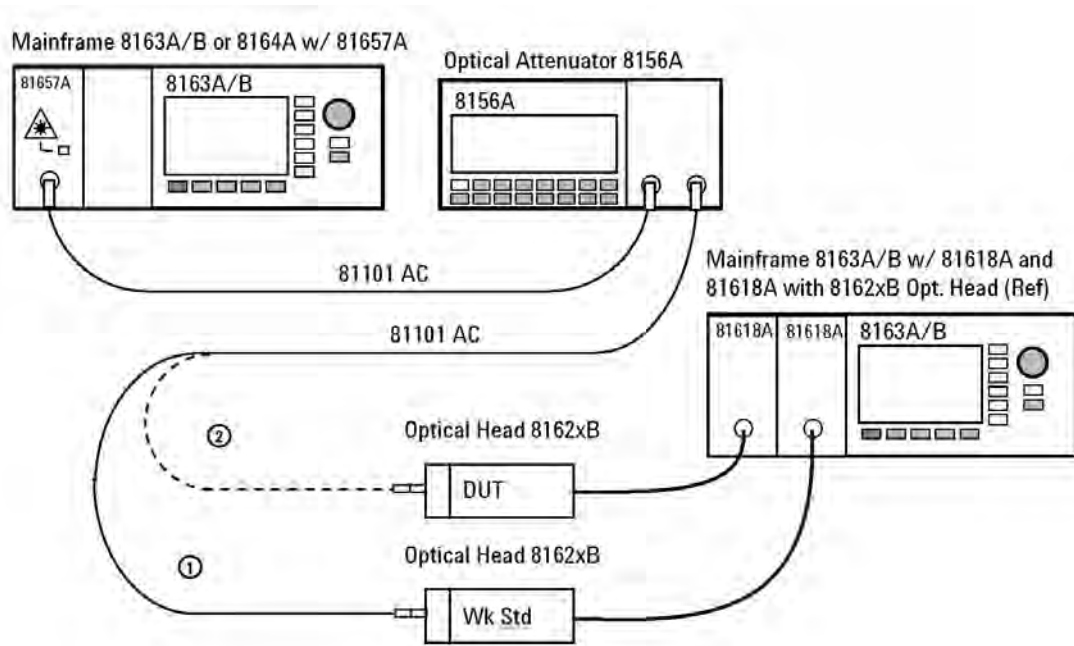 Mainframe 8163A/B or 8164A w/ 81657A
81657A
8163A/B
Optical Attenuator 8156A
8156A
81101 AC
Mainframe 8163A/B w/ 81618A and
81618A with 8162xB Opt. Head (Ref)
81618A
81618A
8163A/B
81101 AC
②
Optical Head 8162xB
DUT
①
Optical Head 8162xB
Wk Std